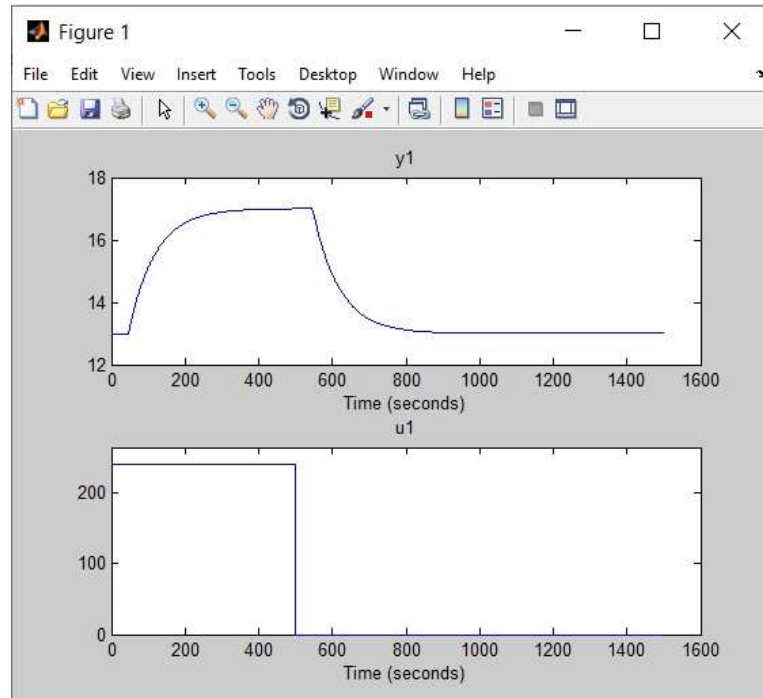 Figure 1
File Edit View Insert Tools Desktop Window Help
y1
18
16
14
12
0 200 400 600 800 1000 1200 1400 1600
Time (seconds)
u1
200
100
0
0 200 400 600 800 1000 1200 1400 1600
Time (seconds)